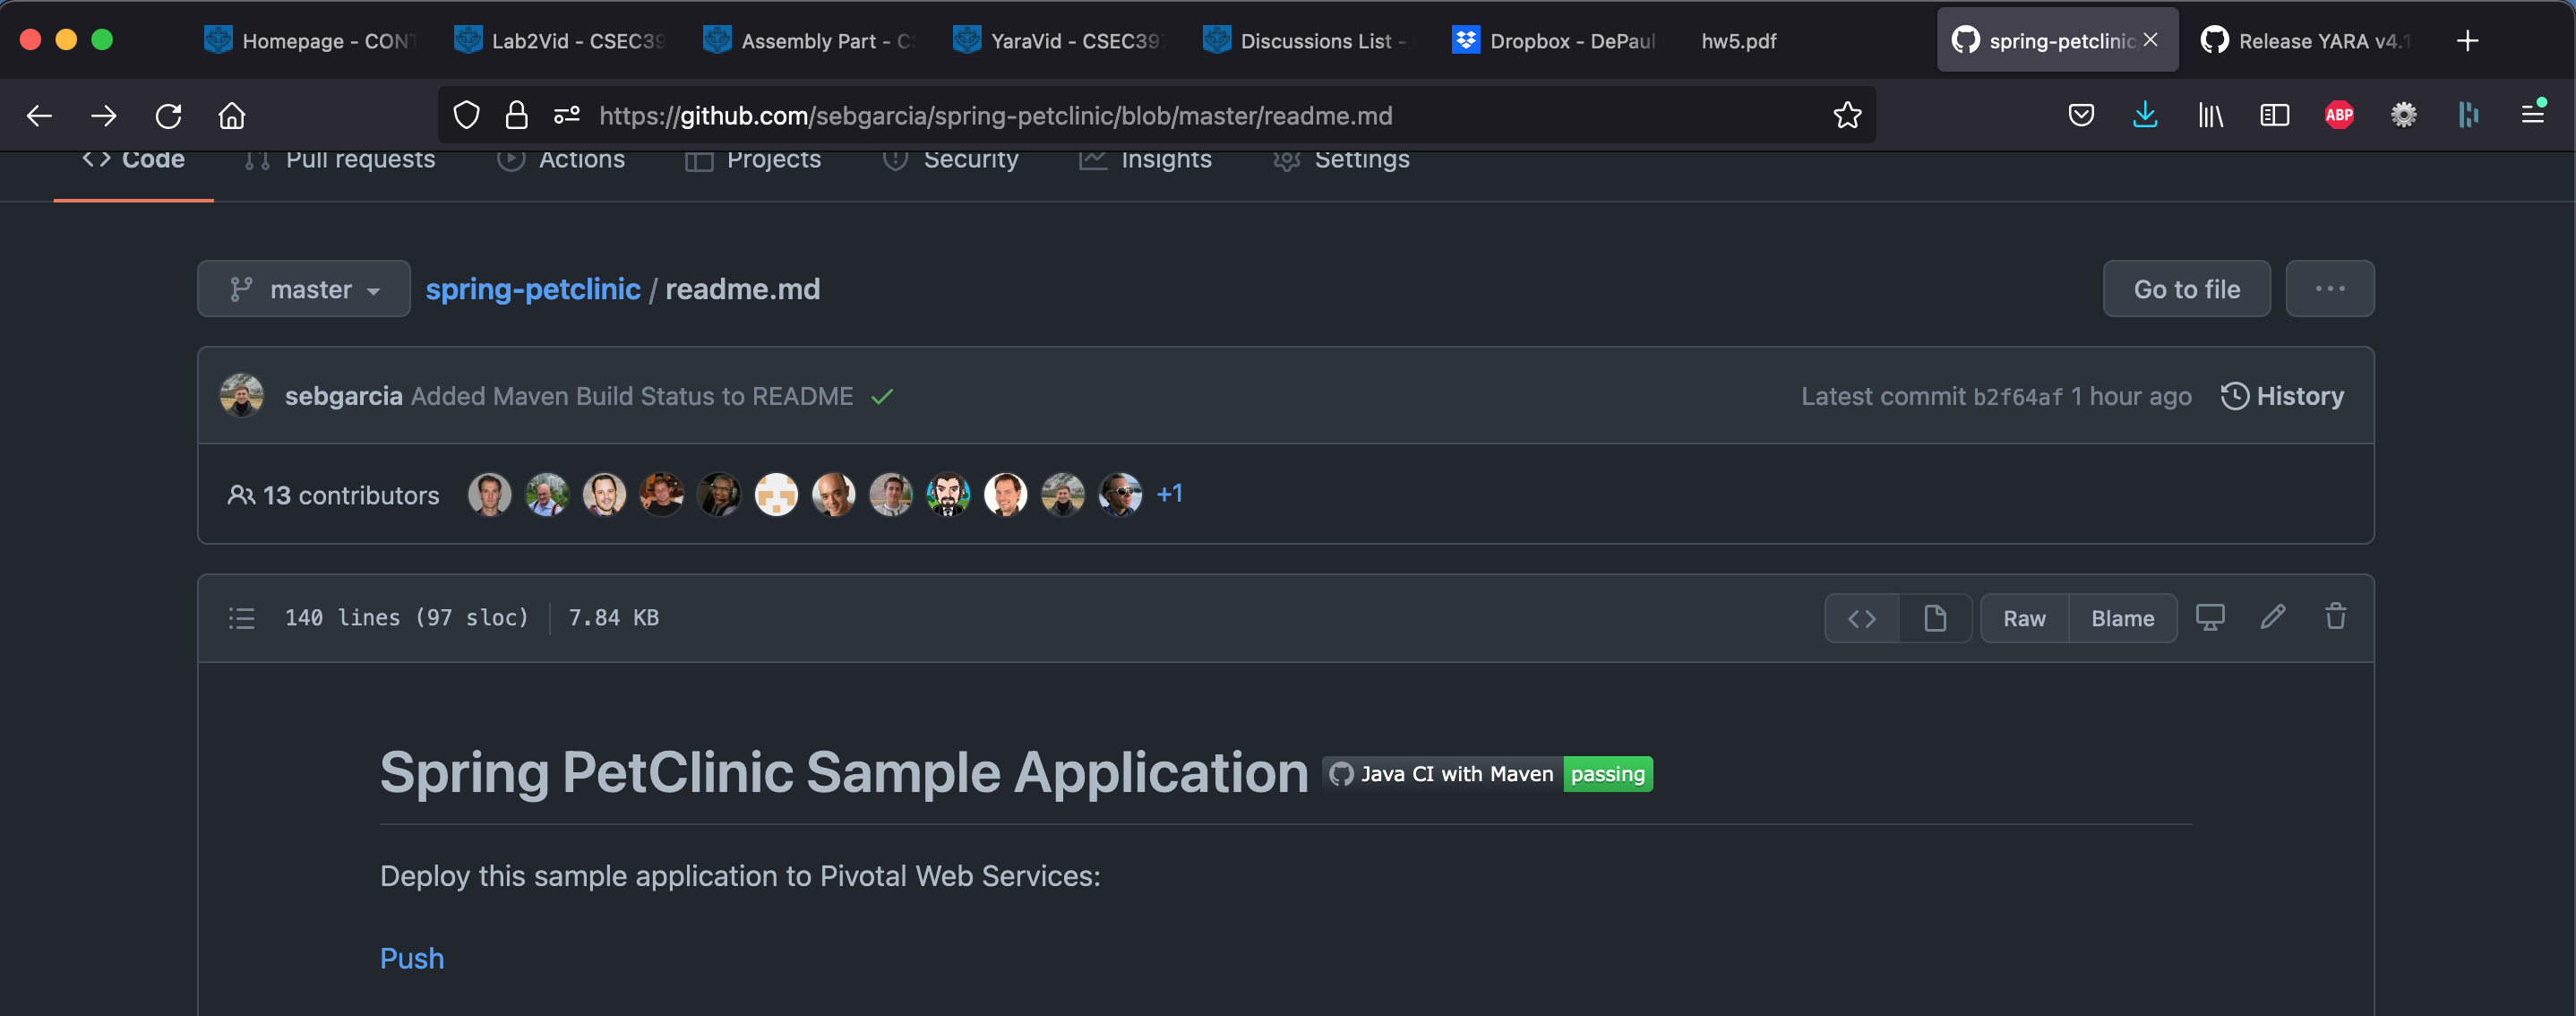 Homepage - CONT
Lab2Vid - CSEC39
Assembly Part - CS
YaraVid - CSEC397
Discussions List -
Dropbox - DePaul
hw5.pdf
spring-petclinic
Release YARA v4.1
https://github.com/sebgarcia/spring-petclinic/blob/master/readme.md
ABP
Code
Pull requests
Actions
Projects
Security
Insights
Settings
master
spring-petclinic / readme.md
Go to file
sebgarcia Added Maven Build Status to README
Latest commit b2f64af 1 hour ago
History
13 contributors
+1
140 lines (97 sloc)
7.84 KB
Raw
Blame
Spring PetClinic Sample Application
Java CI with Maven passing
Deploy this sample application to Pivotal Web Services:
Push